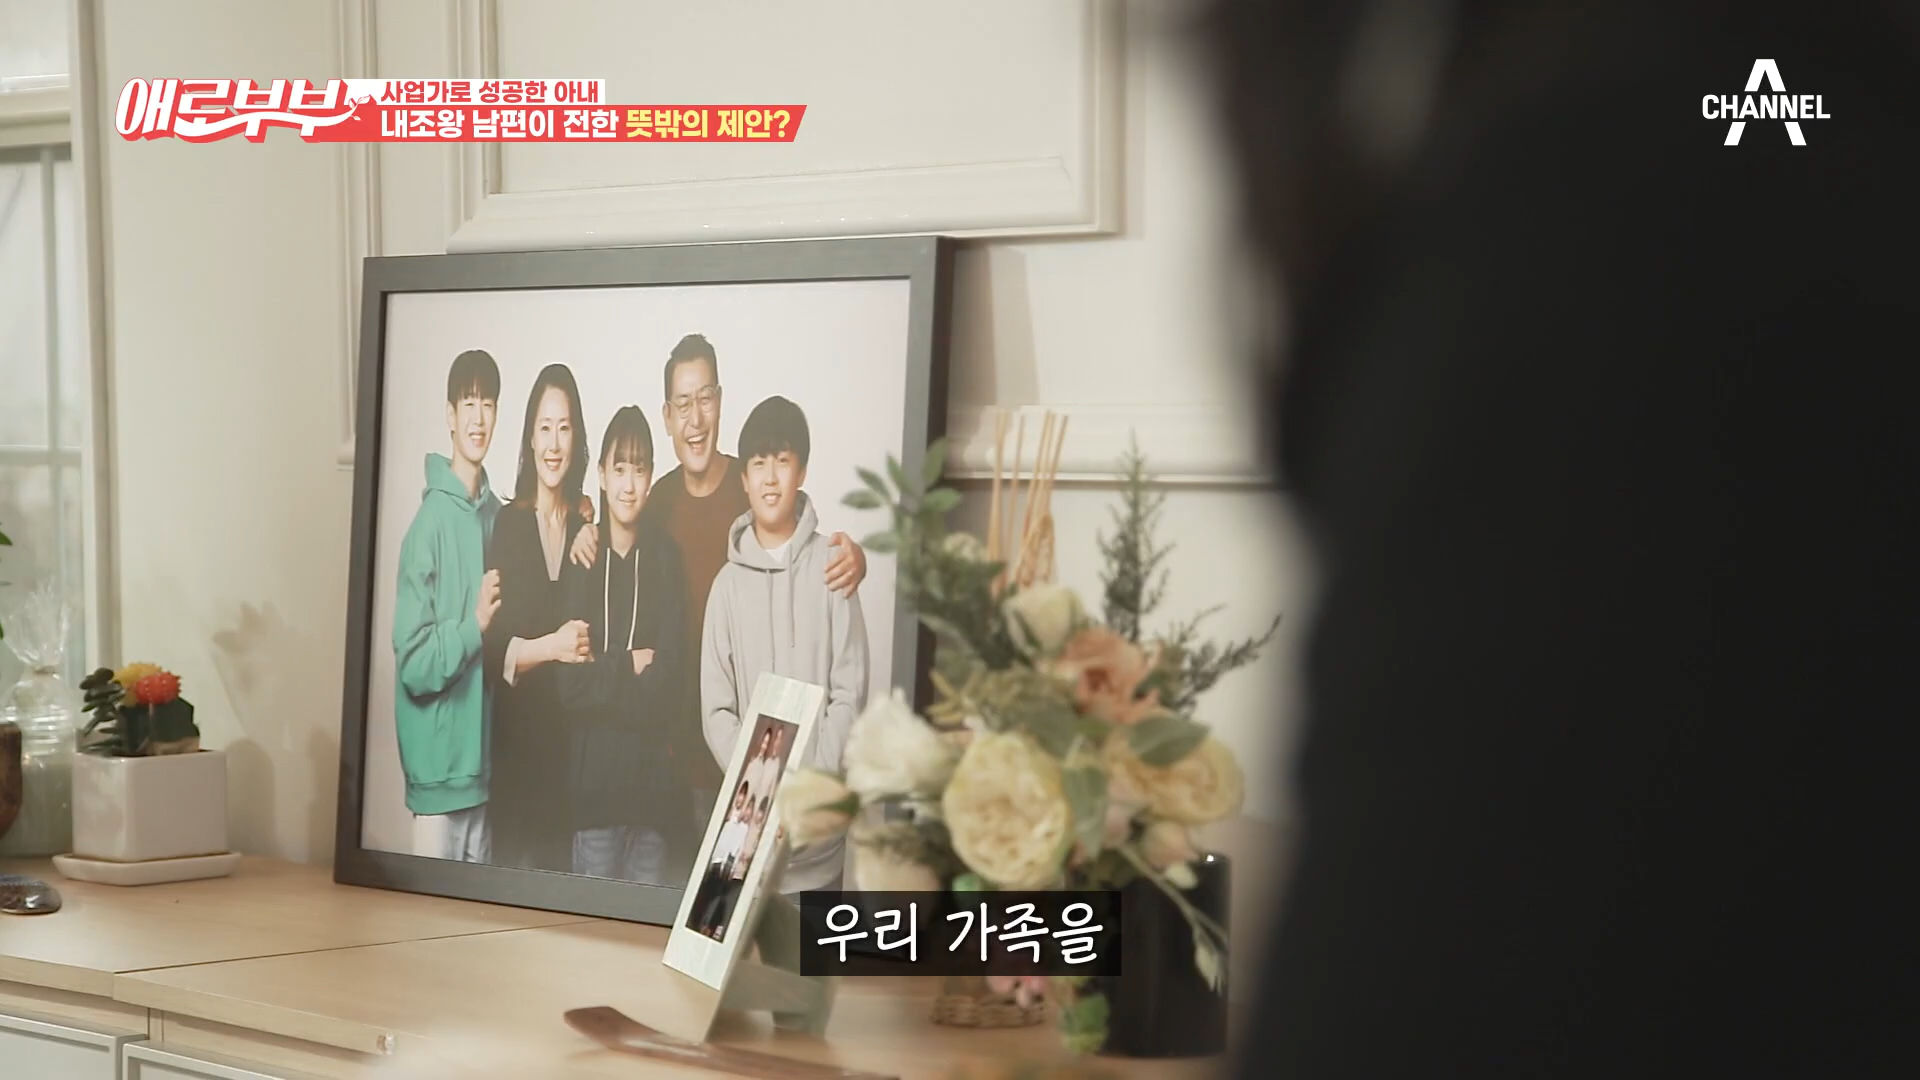 애로부부
사업가로 성공한 아내
내조왕 남편이 전한 뜻밖의 제안?
CHANNEL A
우리 가족을